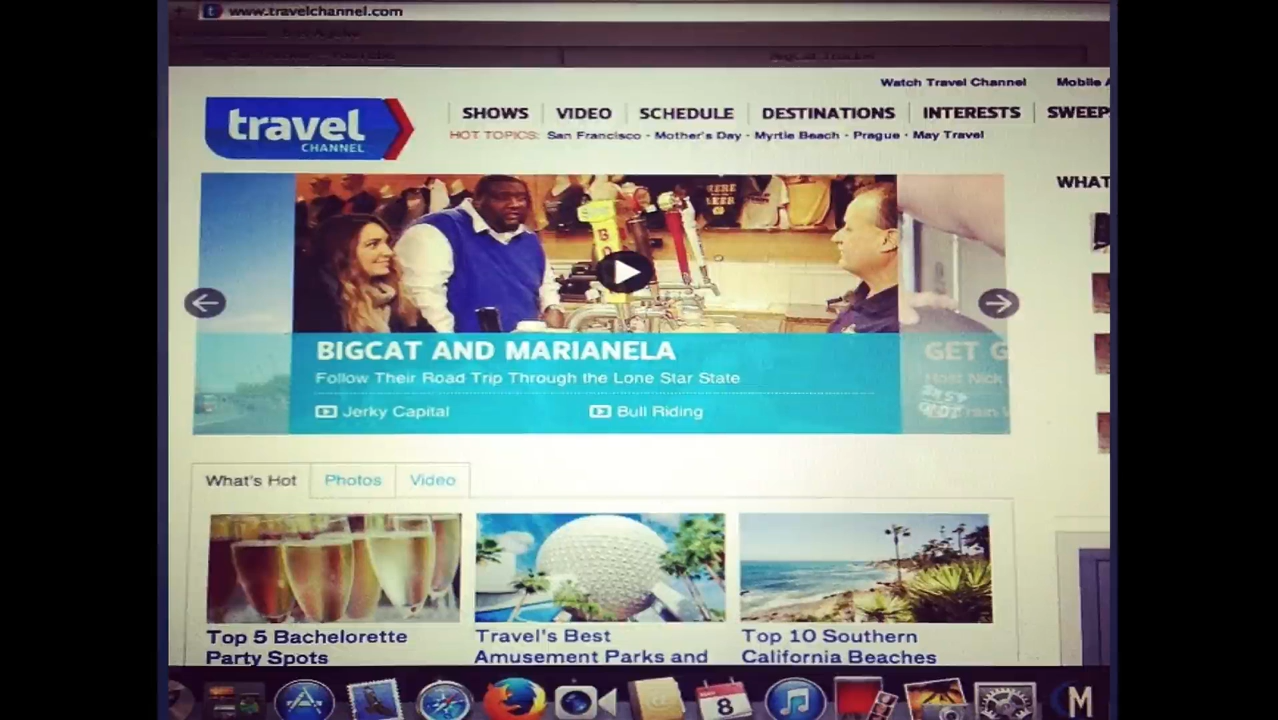 www.travelchannel.com
Watch Travel Channel Mobile
travel
CHANNEL
SHOWS VIDEO SCHEDULE DESTINATIONS INTERESTS SWEEP
HOT TOPICS: San Francisco · Mother's Day · Myrtle Beach · Prague · May Travel
WHAT
BIGCAT AND MARIANELA
Follow Their Road Trip Through the Lone Star State
Jerky Capital Bull Riding
GET G
Host Nick
What's Hot Photos Video
Top 5 Bachelorette
Party Spots
Travel's Best
Amusement Parks and
Top 10 Southern
California Beaches
8
M